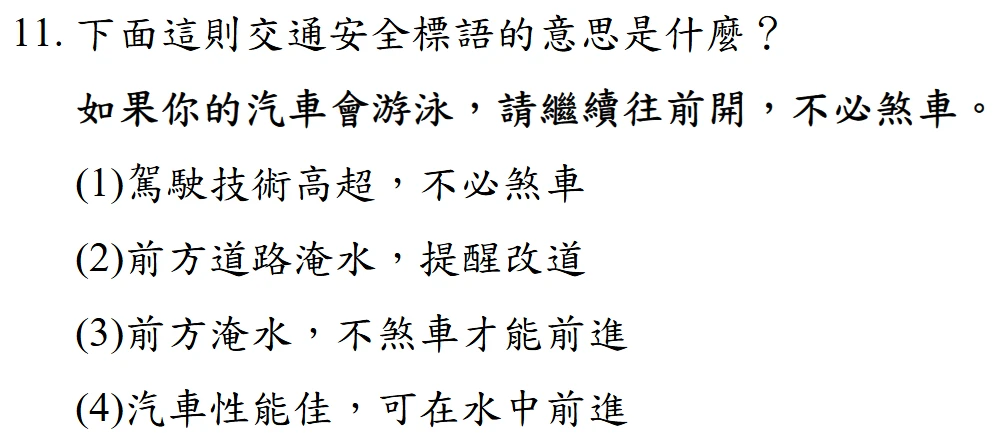 11. 下面這則交通安全標語的意思是什麼？
如果你的汽車會游泳，請繼續往前開，不必煞車。
(1)駕駛技術高超，不必煞車
(2)前方道路淹水，提醒改道
(3)前方淹水，不煞車才能前進
(4)汽車性能佳，可在水中前進